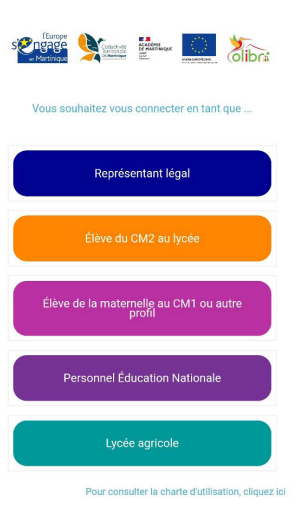 l'Europe
s'engage
en Martinique
Collectivité
Territoriale
de Martinique
ACADÉMIE
DE MARTINIQUE
UNION EUROPÉENNE
Colibri
Vous souhaitez vous connecter en tant que ...
Représentant légal
Élève du CM2 au lycée
Élève de la maternelle au CM1 ou autre
profil
Personnel Éducation Nationale
Lycée agricole
Pour consulter la charte d'utilisation, cliquez ici